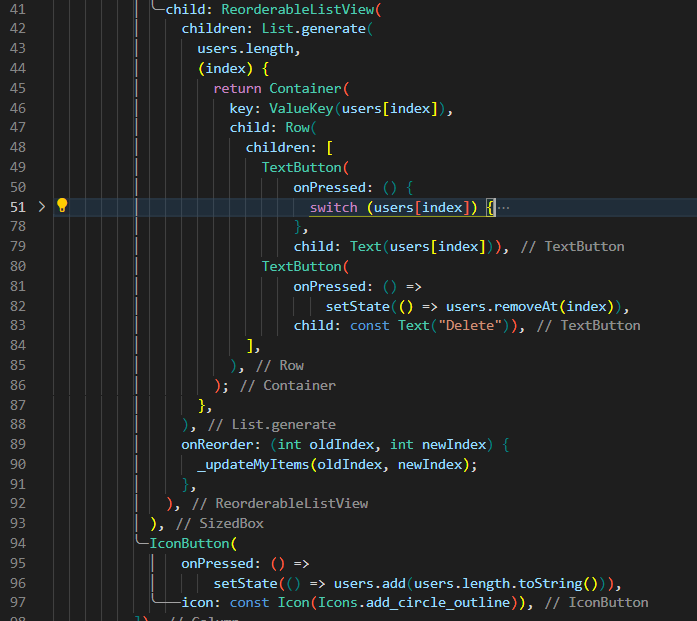 41 child: ReorderableListView(
42 children: List.generate(
43 users.length,
44 (index) {
45 return Container(
46 key: ValueKey(users[index]),
47 child: Row(
48 children: [
49 TextButton(
50 onPressed: () {
51 switch (users[index]) {…
78 },
79 child: Text(users[index])), // TextButton
80 TextButton(
81 onPressed: () =>
82 setState(() => users.removeAt(index)),
83 child: const Text("Delete")), // TextButton
84 ],
85 ), // Row
86 ); // Container
87 },
88 ), // List.generate
89 onReorder: (int oldIndex, int newIndex) {
90 _updateMyItems(oldIndex, newIndex);
91 },
92 ), // ReorderableListView
93 ), // SizedBox
94 IconButton(
95 onPressed: () =>
96 setState(() => users.add(users.length.toString())),
97 icon: const Icon(Icons.add_circle_outline)), // IconButton
98 ]), // Column